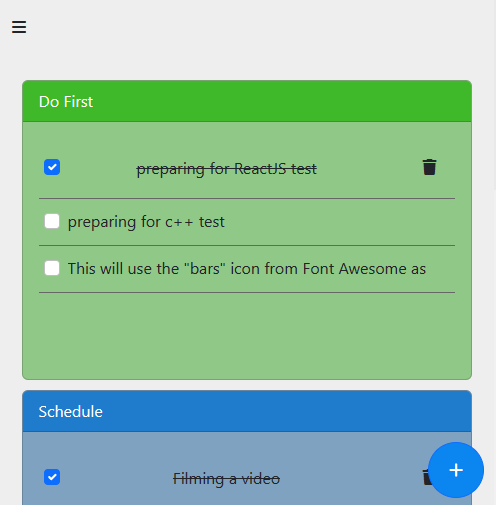 Do First
preparing for ReactJS test
preparing for c++ test
This will use the "bars" icon from Font Awesome as
Schedule
Filming a video